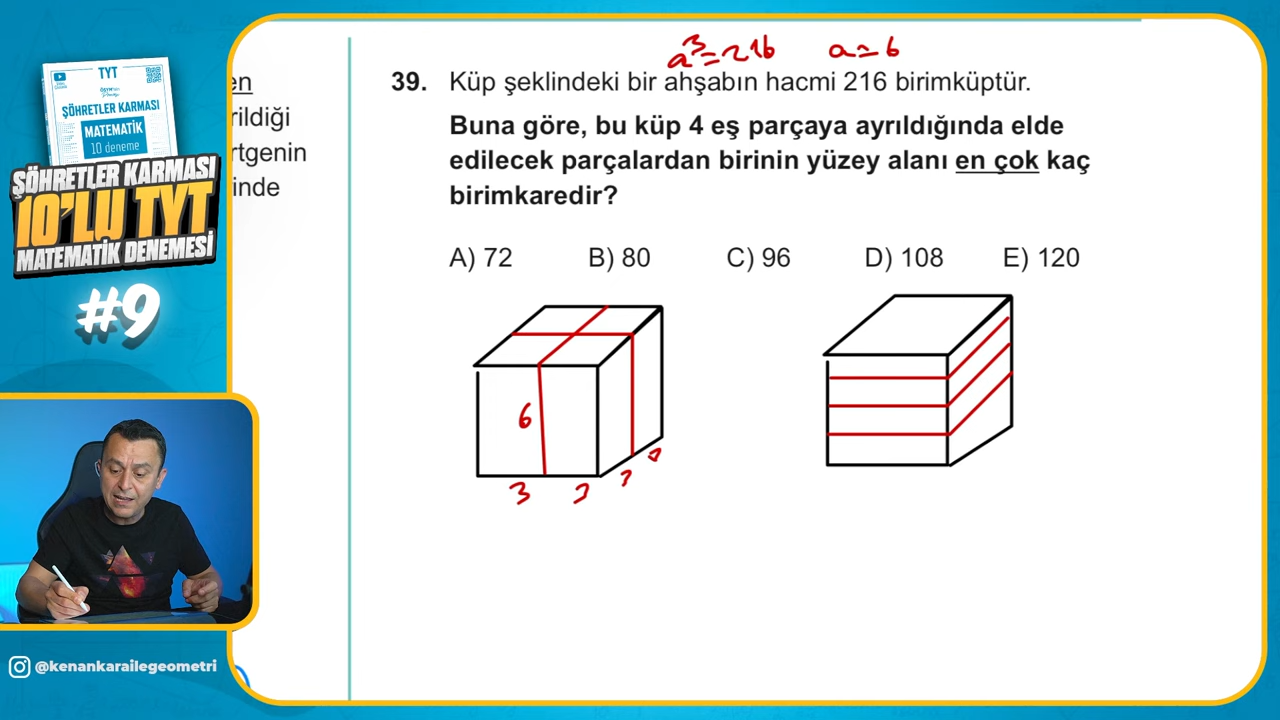 TYT
ŞÖHRETLER KARMASI
MATEMATİK
10 deneme
ŞÖHRETLER KARMASI
10'LU TYT
MATEMATİK DENEMESİ
#9
en
rildiği
rtgenin
inde
a³=216 a=6
39. Küp şeklindeki bir ahşabın hacmi 216 birimküptür.
Buna göre, bu küp 4 eş parçaya ayrıldığında elde
edilecek parçalardan birinin yüzey alanı en çok kaç
birimkaredir?
A) 72 B) 80 C) 96 D) 108 E) 120
6
3 3 3
@kenankarailegeometri